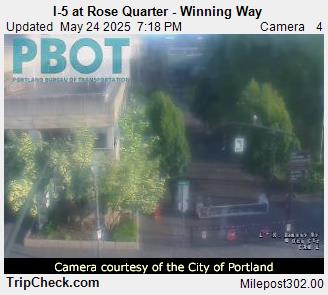 I-5 at Rose Quarter - Winning Way
Updated May 24 2025 7:18 PM Camera 4
PBOT
PORTLAND BUREAU OF TRANSPORTATION
Camera courtesy of the City of Portland
TripCheck.com Milepost302.00